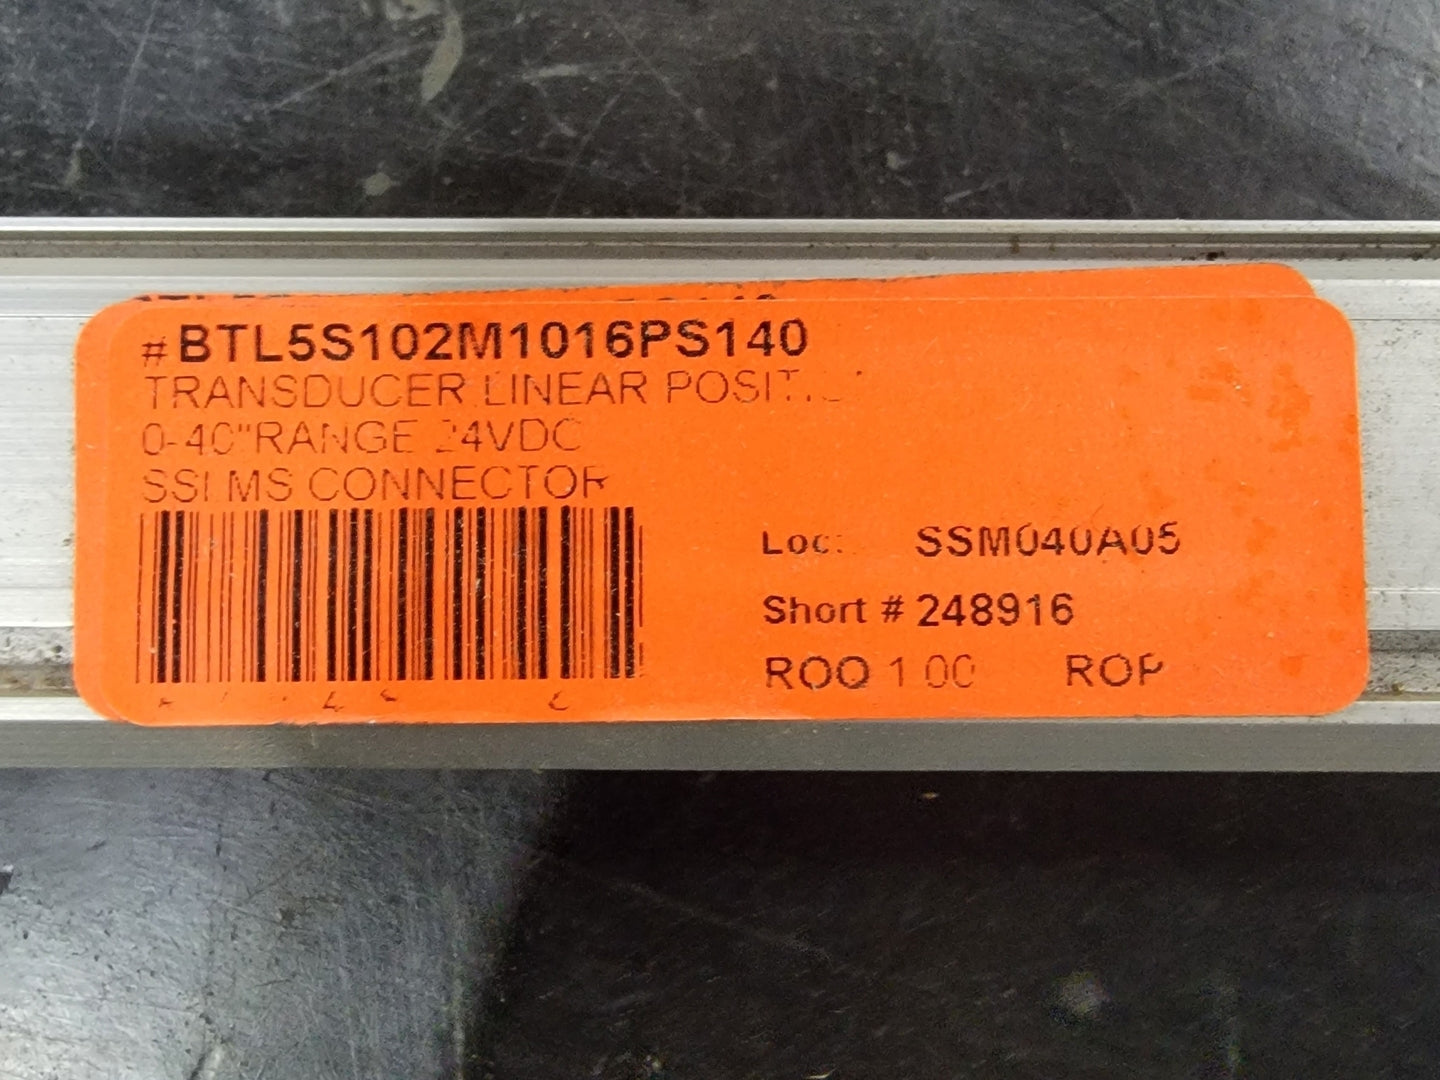 #BTL5S102M1016PS140
TRANSDUCER LINEAR
0-40"RANGE 24VDC
SSI MS CONNECTOR
Loc: SSM040A05
Short # 248916
ROQ 1 00 ROP